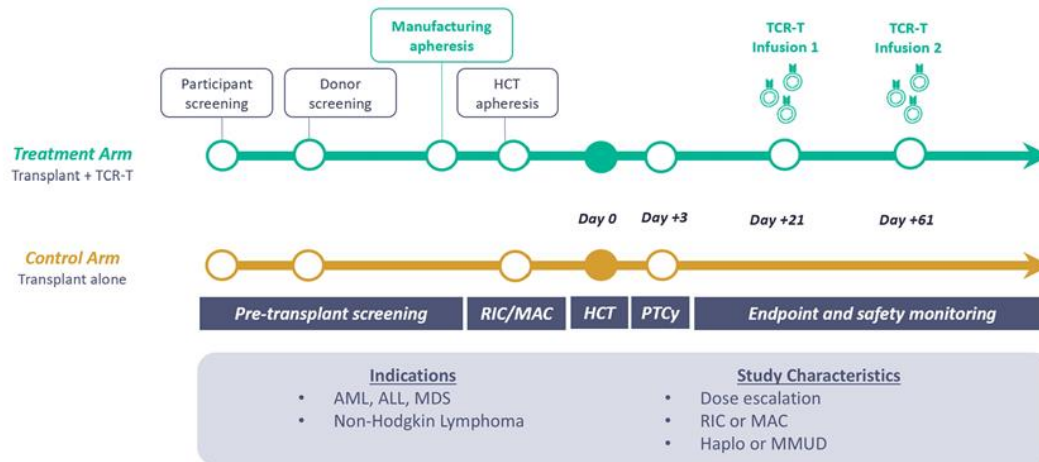 Manufacturing
apheresis
TCR-T
Infusion 1
TCR-T
Infusion 2
Participant
screening
Donor
screening
HCT
apheresis
Treatment Arm
Transplant + TCR-T
Day 0
Day +3
Day +21
Day +61
Control Arm
Transplant alone
Pre-transplant screening
RIC/MAC
HCT
PTCy
Endpoint and safety monitoring
Indications
• AML, ALL, MDS
• Non-Hodgkin Lymphoma
Study Characteristics
• Dose escalation
• RIC or MAC
• Haplo or MMUD